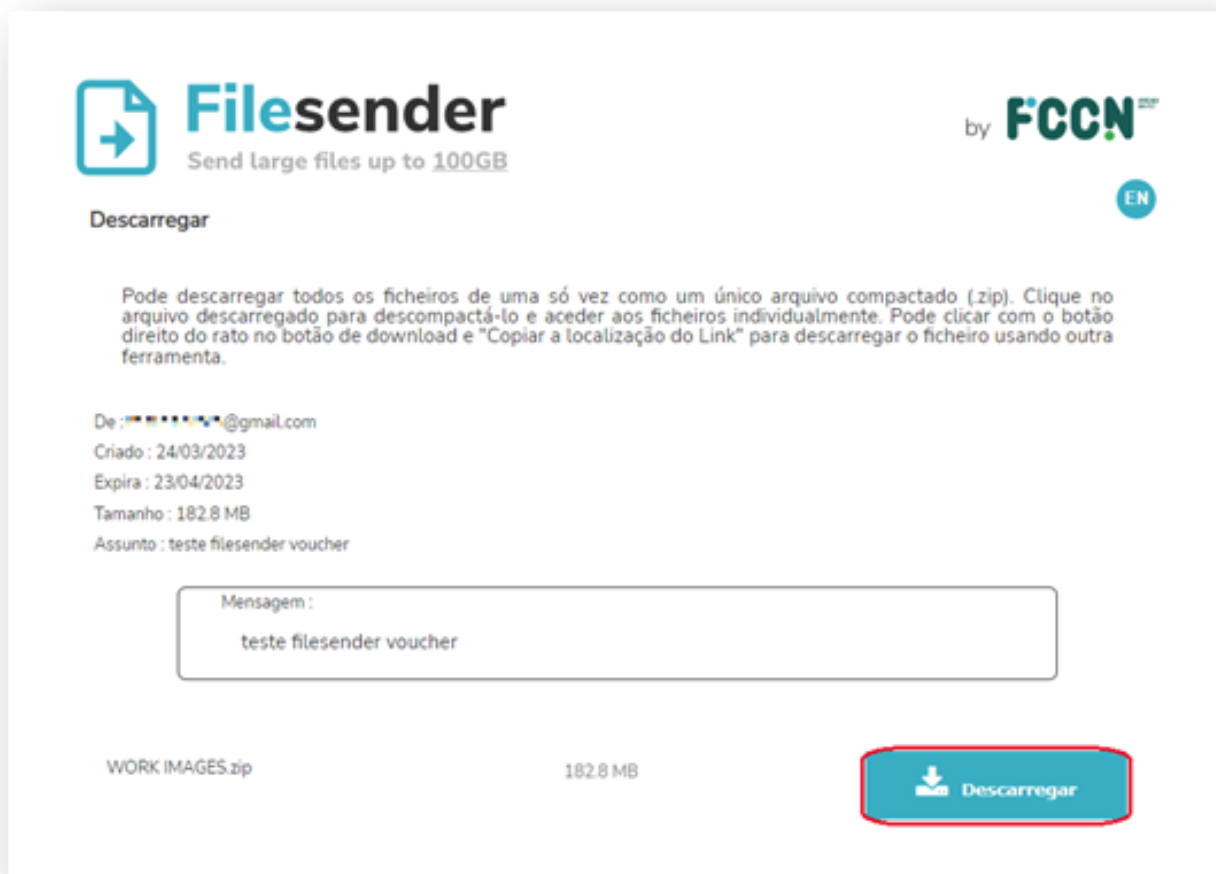 Filesender
Send large files up to 100GB
by FCCN
EN
Descarregar
Pode descarregar todos os ficheiros de uma só vez como um único arquivo compactado (.zip). Clique no
arquivo descarregado para descompactá-lo e aceder aos ficheiros individualmente. Pode clicar com o botão
direito do rato no botão de download e "Copiar a localização do Link" para descarregar o ficheiro usando outra
ferramenta.
De : @gmail.com
Criado : 24/03/2023
Expira : 23/04/2023
Tamanho : 182.8 MB
Assunto : teste filesender voucher
Mensagem :
teste filesender voucher
WORK IMAGES.zip 182.8 MB Descarregar